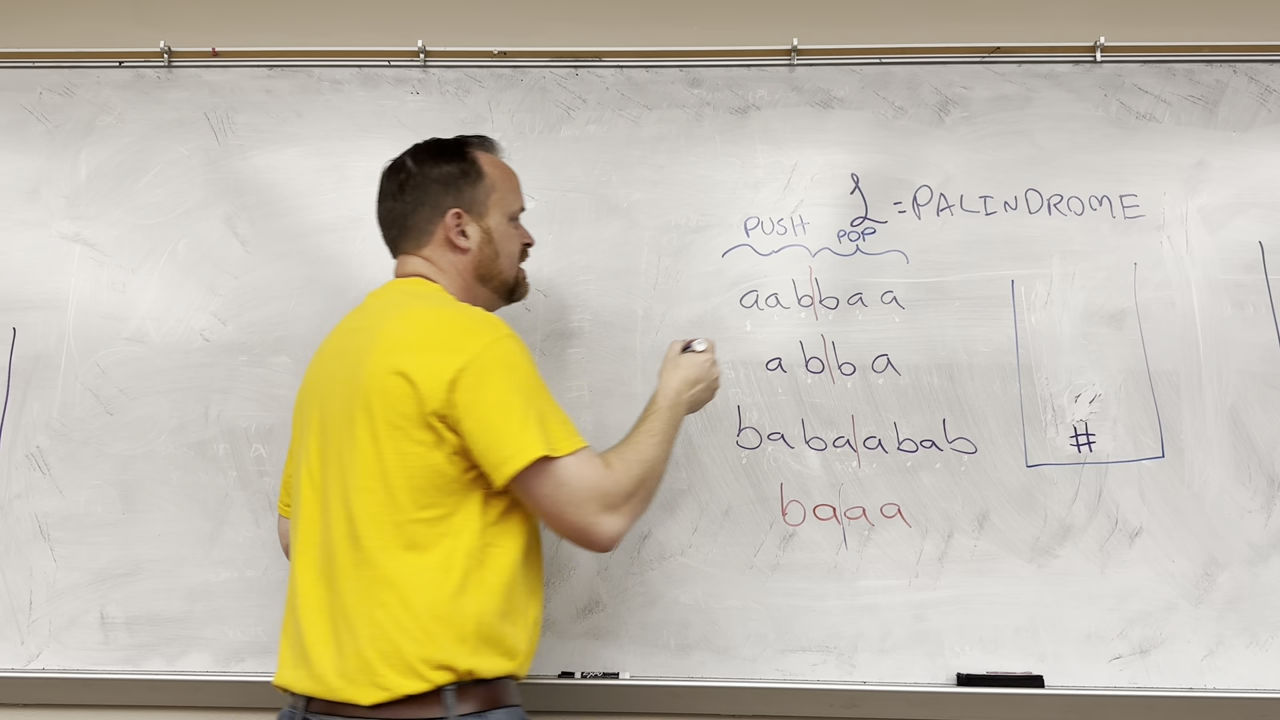 L = PALINDROME
PUSH POP
aab|baa
ab|ba
baba|abab
ba|aa
#